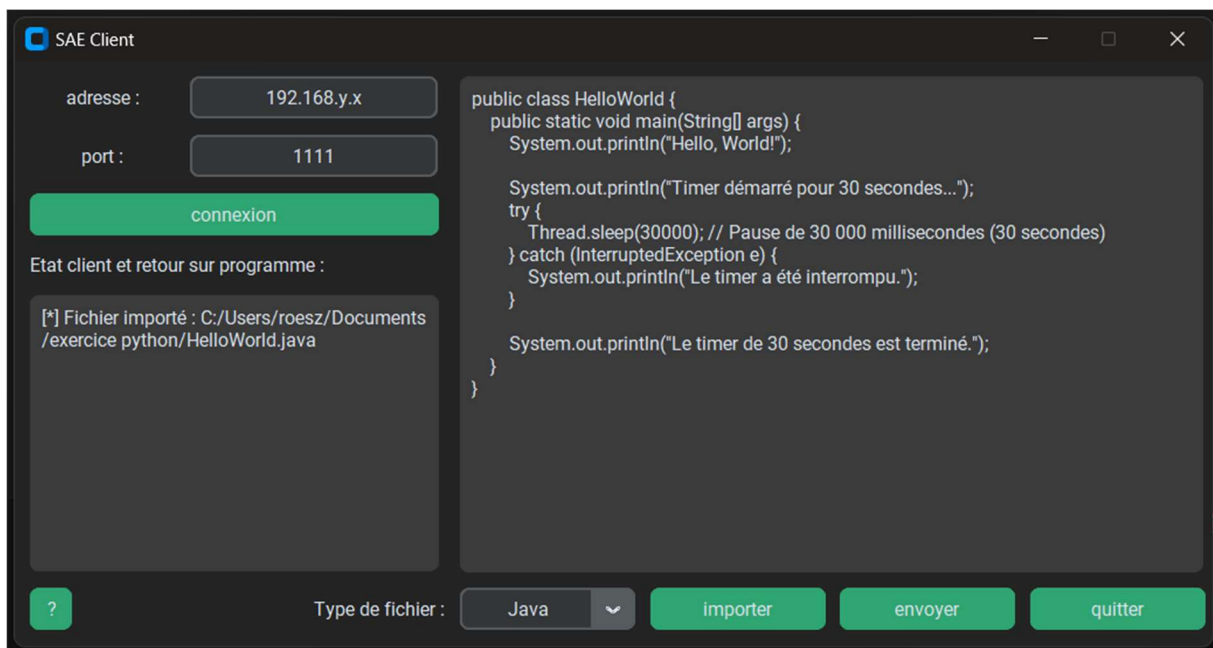 SAE Client
adresse :
192.168.y.x
port :
1111
connexion
Etat client et retour sur programme :
[*] Fichier importé : C:/Users/roesz/Documents
/exercice python/HelloWorld.java
public class HelloWorld {
  public static void main(String[] args) {
    System.out.println("Hello, World!");

    System.out.println("Timer démarré pour 30 secondes...");
    try {
      Thread.sleep(30000); // Pause de 30 000 millisecondes (30 secondes)
    } catch (InterruptedException e) {
      System.out.println("Le timer a été interrompu.");
    }

    System.out.println("Le timer de 30 secondes est terminé.");
  }
}
?
Type de fichier :
Java
importer
envoyer
quitter